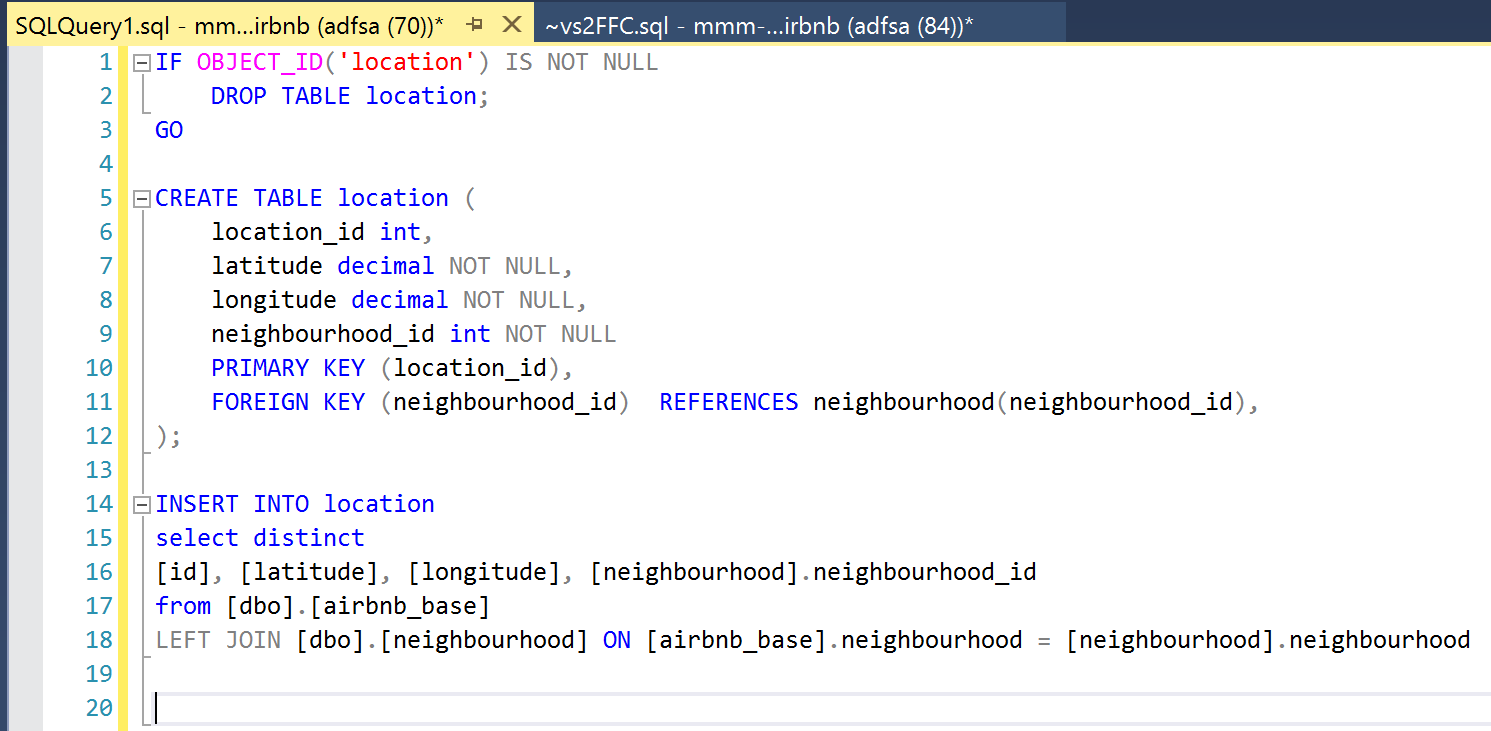 SQLQuery1.sql - mm...irbnb (adfsa (70))* ~vs2FFC.sql - mmm-...irbnb (adfsa (84))*
1 IF OBJECT_ID('location') IS NOT NULL
2 DROP TABLE location;
3 GO
4
5 CREATE TABLE location (
6 location_id int,
7 latitude decimal NOT NULL,
8 longitude decimal NOT NULL,
9 neighbourhood_id int NOT NULL
10 PRIMARY KEY (location_id),
11 FOREIGN KEY (neighbourhood_id)  REFERENCES neighbourhood(neighbourhood_id),
12 );
13
14 INSERT INTO location
15 select distinct
16 [id], [latitude], [longitude], [neighbourhood].neighbourhood_id
17 from [dbo].[airbnb_base]
18 LEFT JOIN [dbo].[neighbourhood] ON [airbnb_base].neighbourhood = [neighbourhood].neighbourhood
19
20